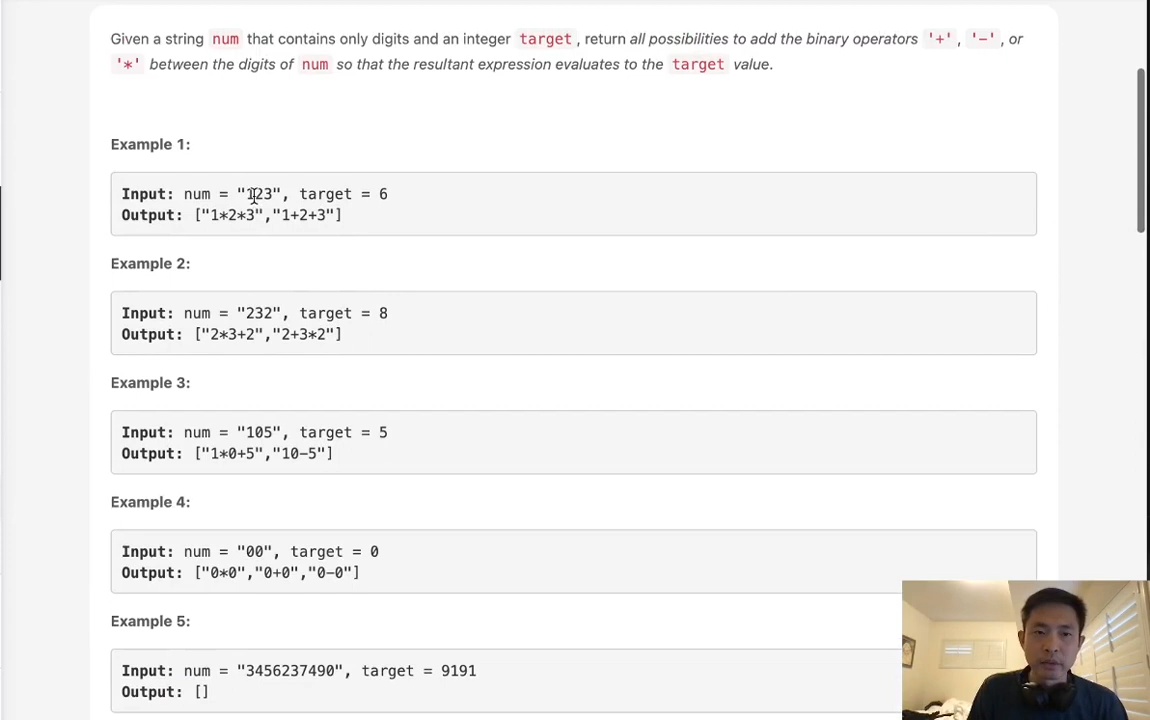 Given a string num that contains only digits and an integer target, return all possibilities to add the binary operators '+', '-', or
'*' between the digits of num so that the resultant expression evaluates to the target value.
Example 1:
Input: num = "123", target = 6
Output: ["1*2*3","1+2+3"]
Example 2:
Input: num = "232", target = 8
Output: ["2*3+2","2+3*2"]
Example 3:
Input: num = "105", target = 5
Output: ["1*0+5","10-5"]
Example 4:
Input: num = "00", target = 0
Output: ["0*0","0+0","0-0"]
Example 5:
Input: num = "3456237490", target = 9191
Output: []